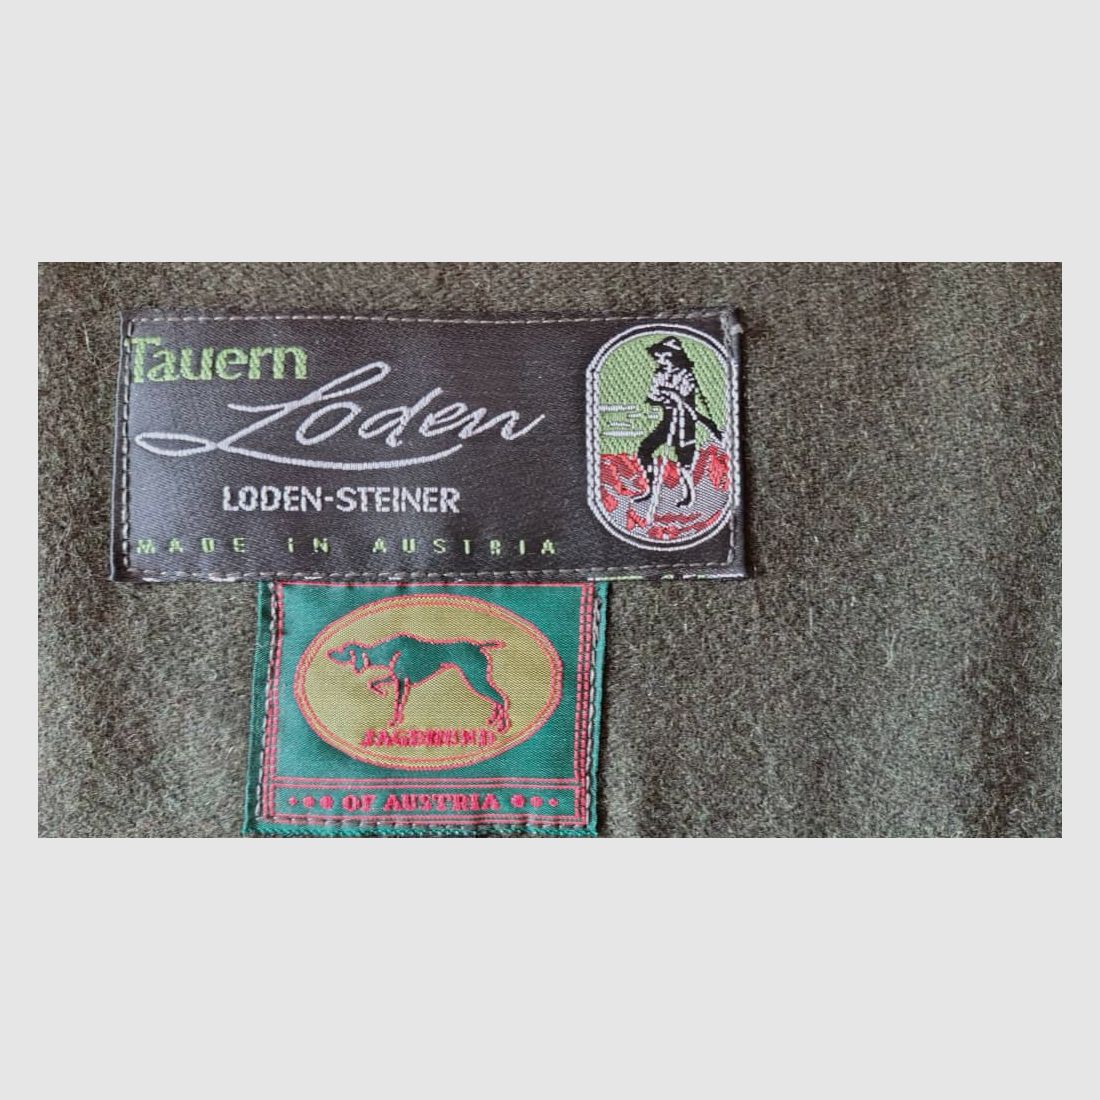 Tauern
Loden
LODEN-STEINER
MADE IN AUSTRIA
JAGDHUND
OF AUSTRIA